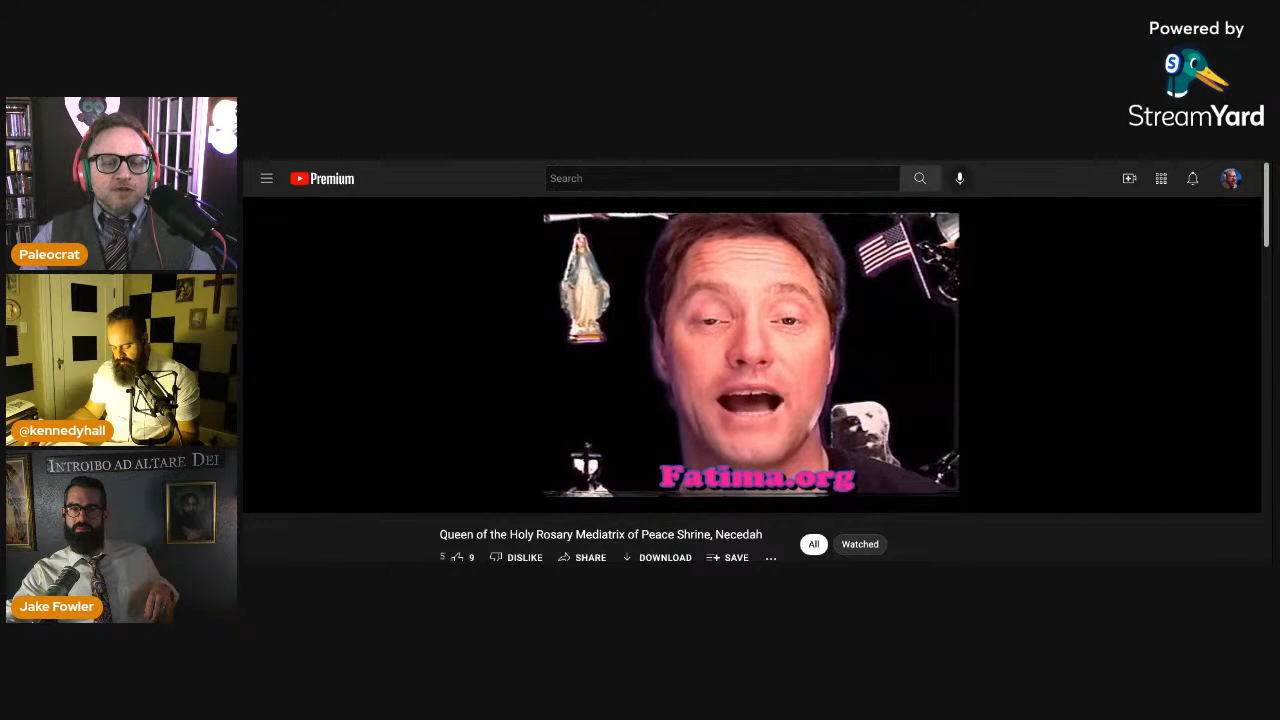 Powered by
StreamYard
Premium
Search
Paleocrat
@kennedyhall
INTROIBO AD ALTARE DEI
Jake Fowler
Fatima.org
Queen of the Holy Rosary Mediatrix of Peace Shrine, Necedah
All
Watched
9
DISLIKE
SHARE
DOWNLOAD
SAVE
...